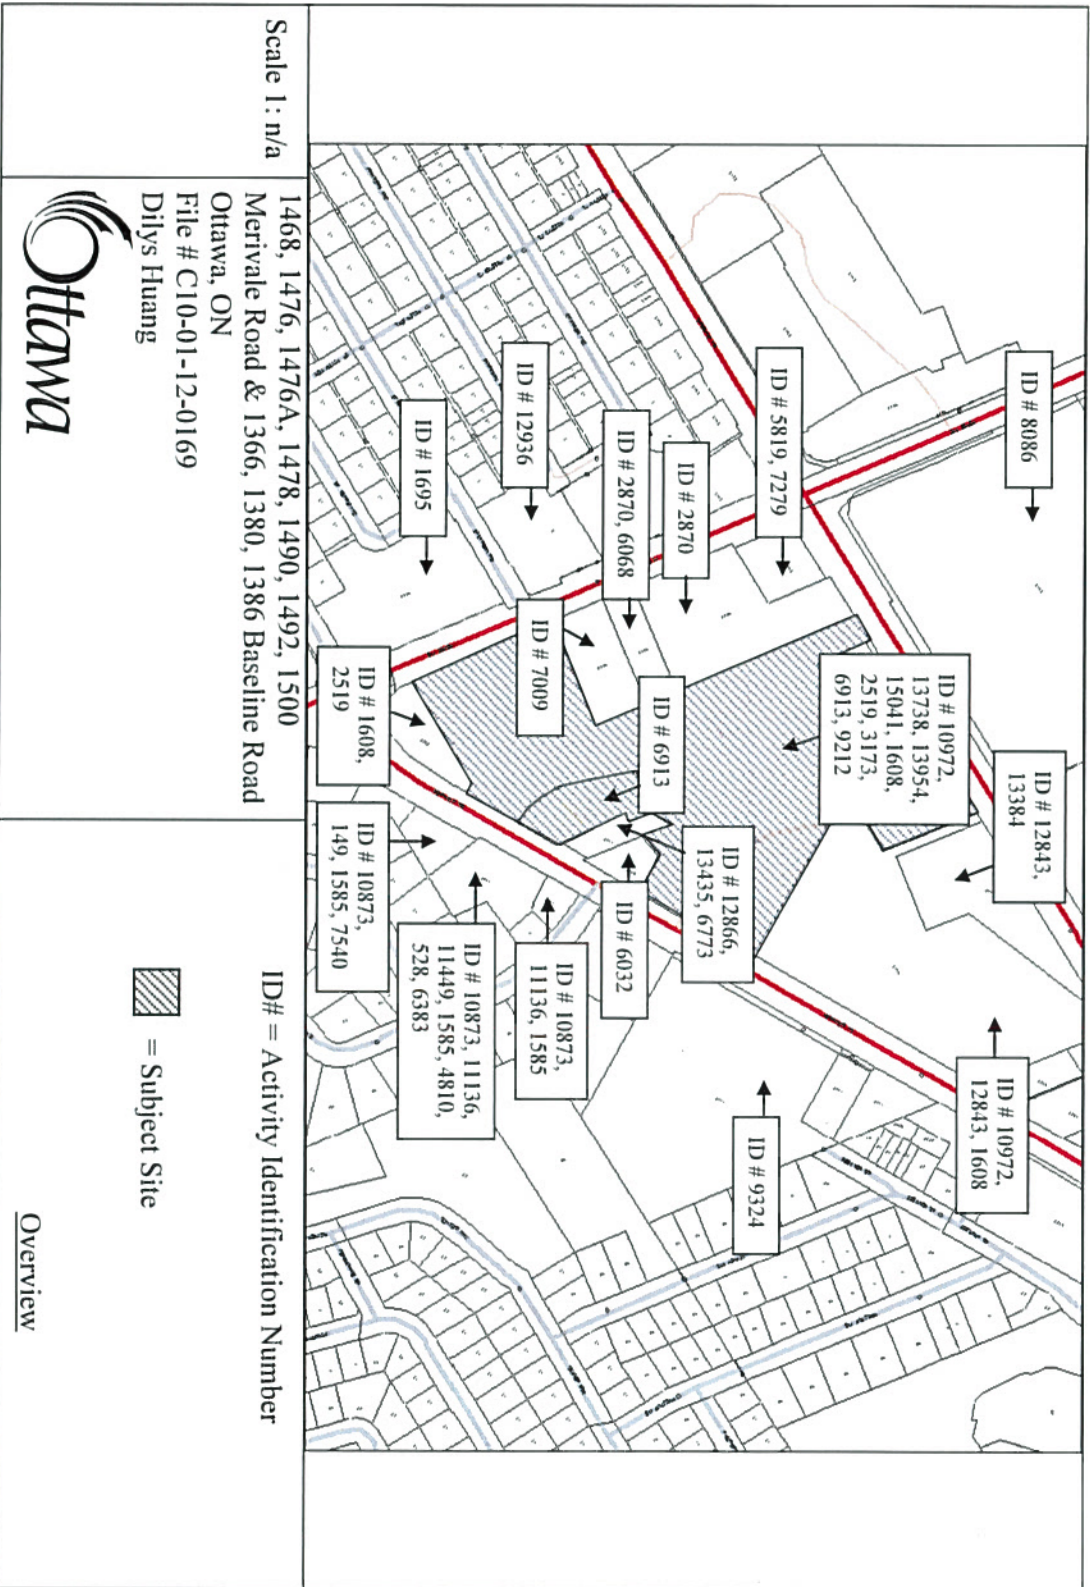 ID # 8086
ID # 12843,
13384
ID # 10972,
12843, 1608
ID # 10972,
13738, 13954,
15041, 1608,
2519, 3173,
6913, 9212
ID # 5819, 7279
ID # 9324
ID # 2870
ID # 12866,
13435, 6773
ID # 2870, 6068
ID # 6913
ID # 6032
ID # 12936
ID # 7009
ID # 10873,
11136, 1585
ID # 1695
ID # 10873, 11136,
11449, 1585, 4810,
528, 6383
ID # 1608,
2519
ID # 10873,
149, 1585, 7540
Scale 1: n/a
1468, 1476, 1476A, 1478, 1490, 1492, 1500
Merivale Road & 1366, 1380, 1386 Baseline Road
Ottawa, ON
File # C10-01-12-0169
Dilys Huang
Ottawa
ID# = Activity Identification Number
= Subject Site
Overview